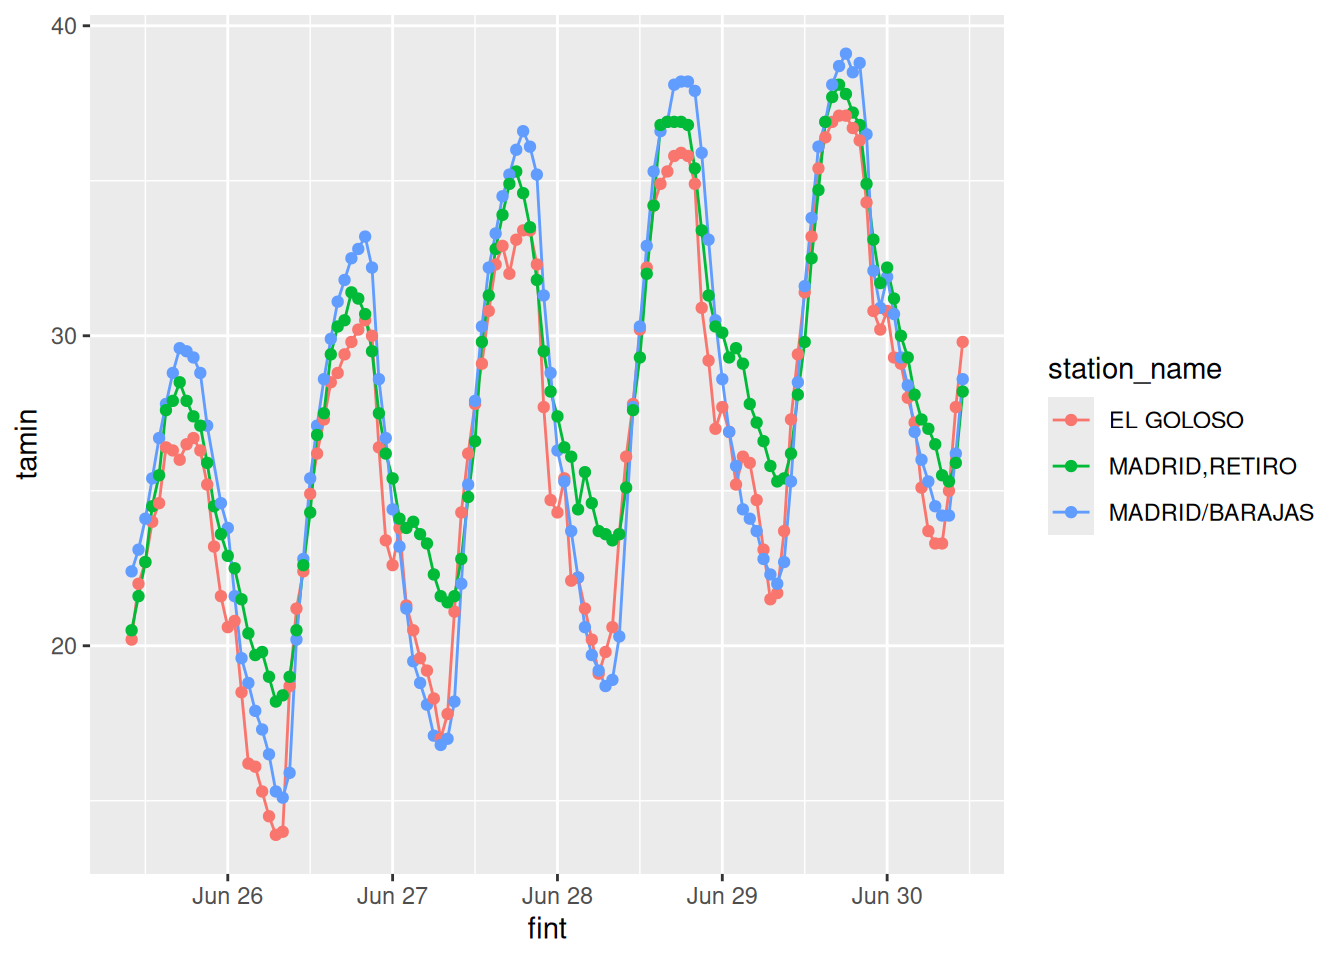 40
30
20
tamin
Jun 26
Jun 27
Jun 28
Jun 29
Jun 30
fint
station_name
EL GOLOSO
MADRID,RETIRO
MADRID/BARAJAS